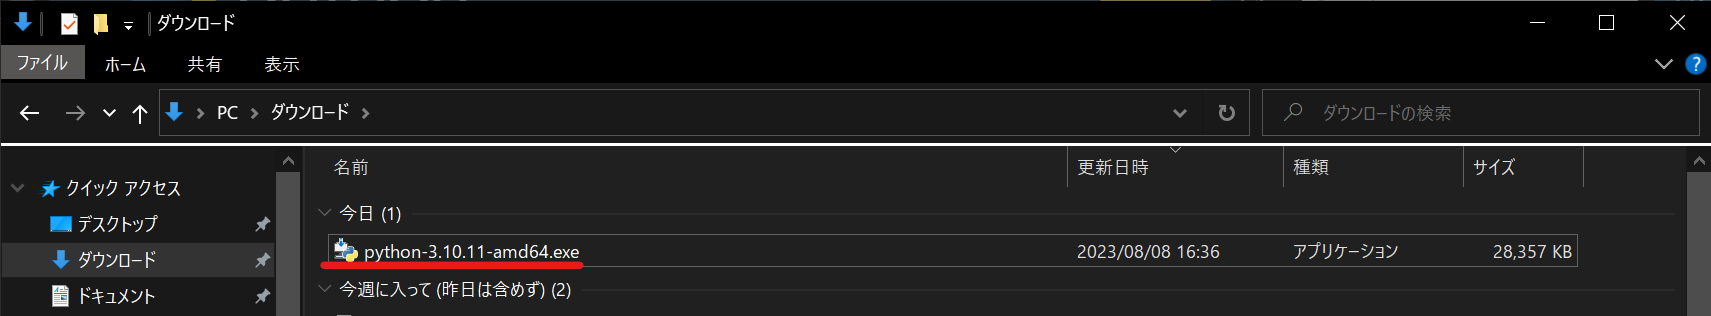 ダウンロード
ファイル ホーム 共有 表示
PC ダウンロード ダウンロードの検索
名前 更新日時 種類 サイズ
クイック アクセス
今日 (1)
デスクトップ
python-3.10.11-amd64.exe 2023/08/08 16:36 アプリケーション 28,357 KB
ダウンロード
今週に入って (昨日は含めず) (2)
ドキュメント